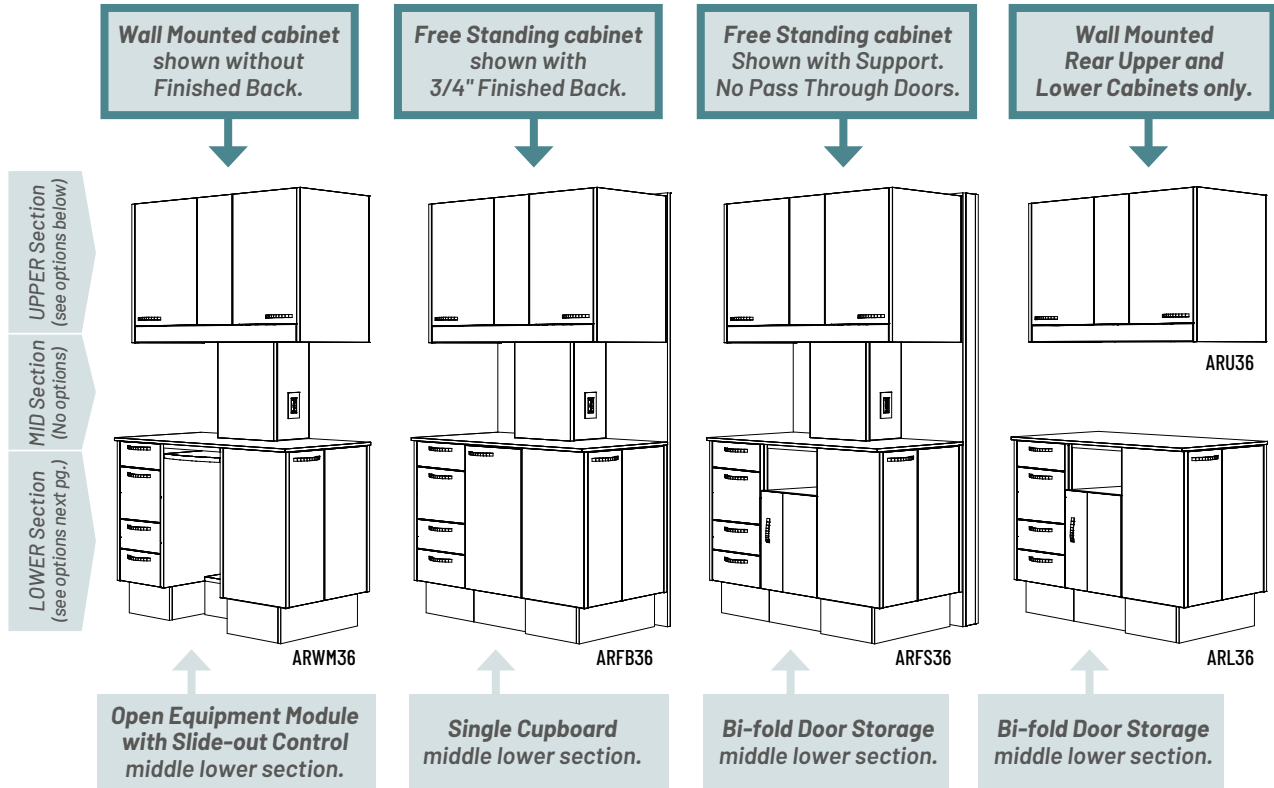 Wall Mounted cabinet
shown without
Finished Back.
Free Standing cabinet
shown with
3/4" Finished Back.
Free Standing cabinet
Shown with Support.
No Pass Through Doors.
Wall Mounted
Rear Upper and
Lower Cabinets only.
UPPER Section
(see options below)
MID Section
(No options)
LOWER Section
(see options next pg.)
ARU36
ARWM36
ARFB36
ARFS36
ARL36
Open Equipment Module
with Slide-out Control
middle lower section.
Single Cupboard
middle lower section.
Bi-fold Door Storage
middle lower section.
Bi-fold Door Storage
middle lower section.